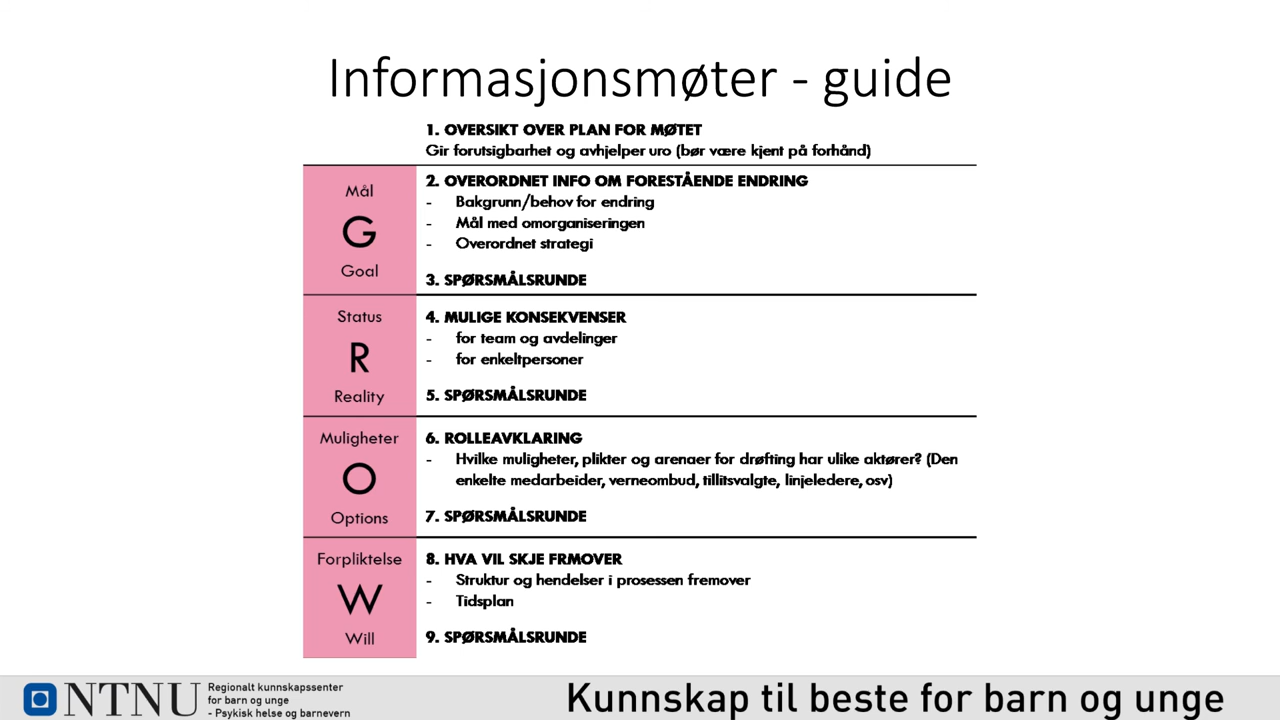 Informasjonsmøter - guide
1. OVERSIKT OVER PLAN FOR MØTET
Gir forutsigbarhet og avhjelper uro (bør være kjent på forhånd)
Mål
G
Goal
2. OVERORDNET INFO OM FORESTÅENDE ENDRING
- Bakgrunn/behov for endring
- Mål med omorganiseringen
- Overordnet strategi
3. SPØRSMÅLSRUNDE
Status
R
Reality
4. MULIGE KONSEKVENSER
- for team og avdelinger
- for enkeltpersoner
5. SPØRSMÅLSRUNDE
Muligheter
O
Options
6. ROLLEAVKLARING
- Hvilke muligheter, plikter og arenaer for drøfting har ulike aktører? (Den
enkelte medarbeider, verneombud, tillitsvalgte, linjeledere, osv)
7. SPØRSMÅLSRUNDE
Forpliktelse
W
Will
8. HVA VIL SKJE FRMOVER
- Struktur og hendelser i prosessen fremover
- Tidsplan
9. SPØRSMÅLSRUNDE
NTNU
Regionalt kunnskapssenter
for barn og unge
- Psykisk helse og barnevern
Kunnskap til beste for barn og unge